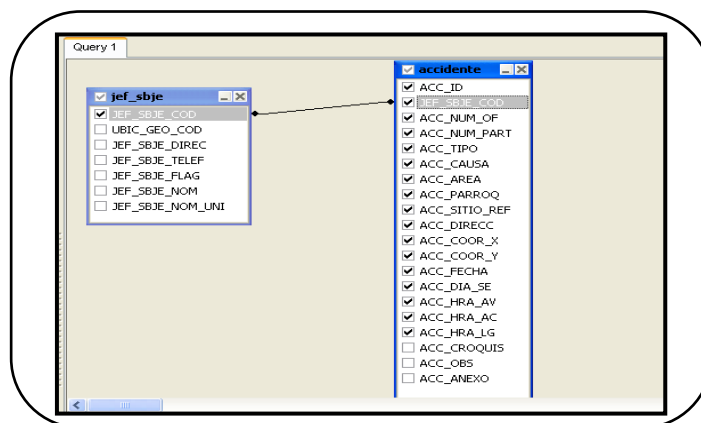 Query 1
jef_sbje
JEF_SBJE_COD
UBIC_GEO_COD
JEF_SBJE_DIREC
JEF_SBJE_TELEF
JEF_SBJE_FLAG
JEF_SBJE_NOM
JEF_SBJE_NOM_UNI
accidente
ACC_ID
JEF_SBJE_COD
ACC_NUM_OF
ACC_NUM_PART
ACC_TIPO
ACC_CAUSA
ACC_AREA
ACC_PARROQ
ACC_SITIO_REF
ACC_DIRECC
ACC_COOR_X
ACC_COOR_Y
ACC_FECHA
ACC_DIA_SE
ACC_HRA_AV
ACC_HRA_AC
ACC_HRA_LG
ACC_CROQUIS
ACC_OBS
ACC_ANEXO